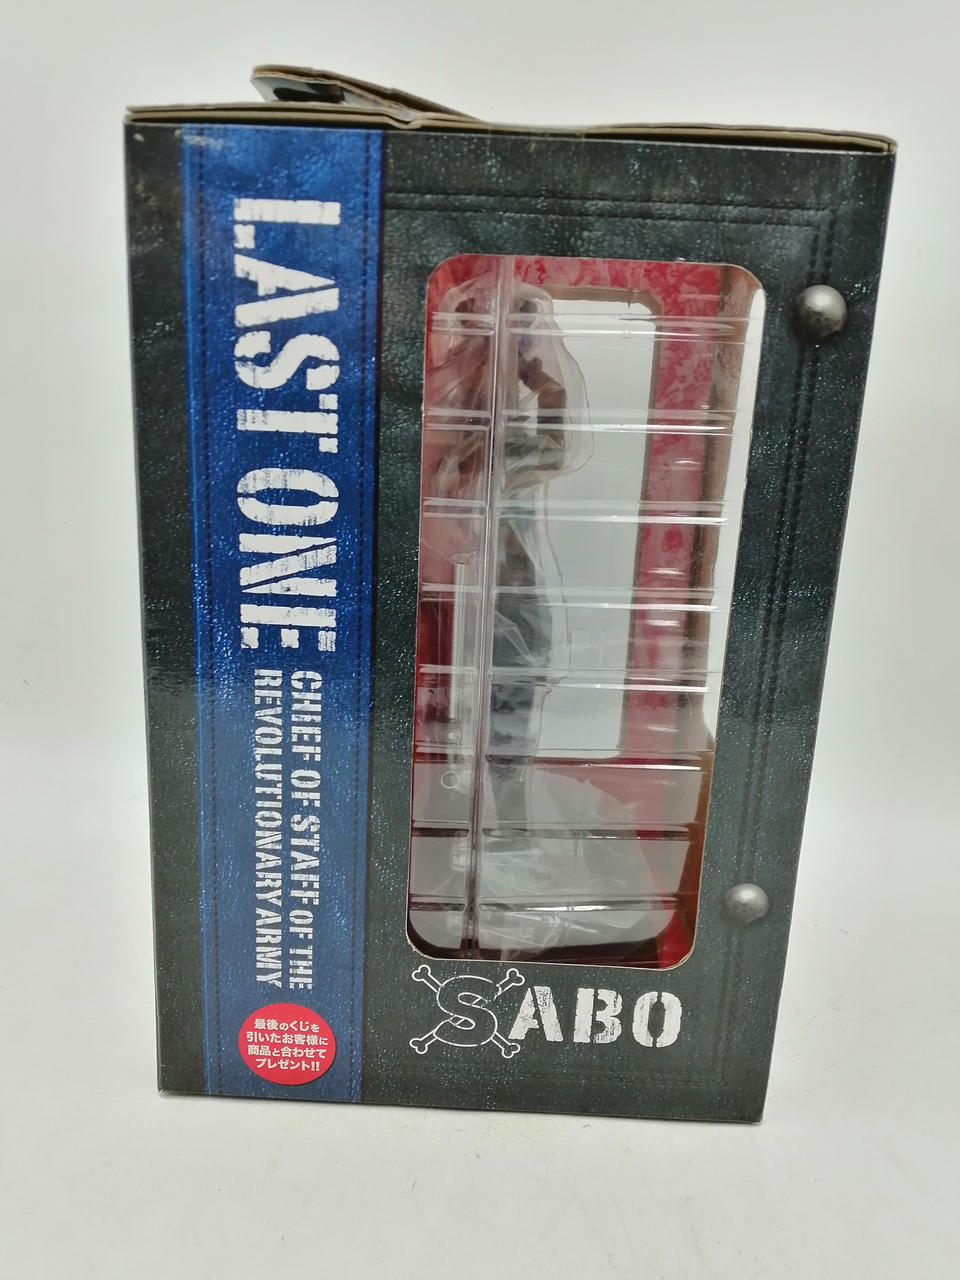 LAST ONE
CHIEF OF STAFF OF THE
REVOLUTIONARY ARMY
最後のくじを
引いたお客様に
商品と合わせて
プレゼント!!
SABO